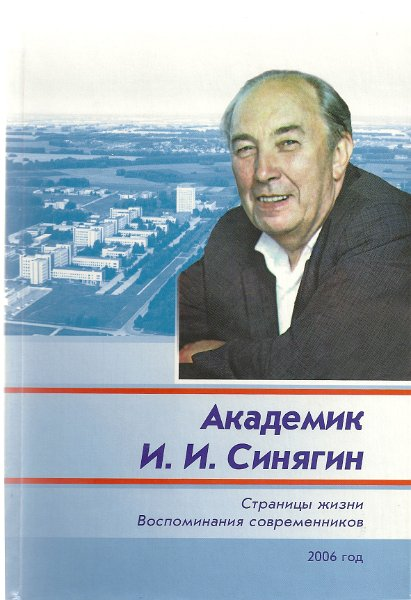 Академик
И. И. Синягин
Страницы жизни
Воспоминания современников
2006 год